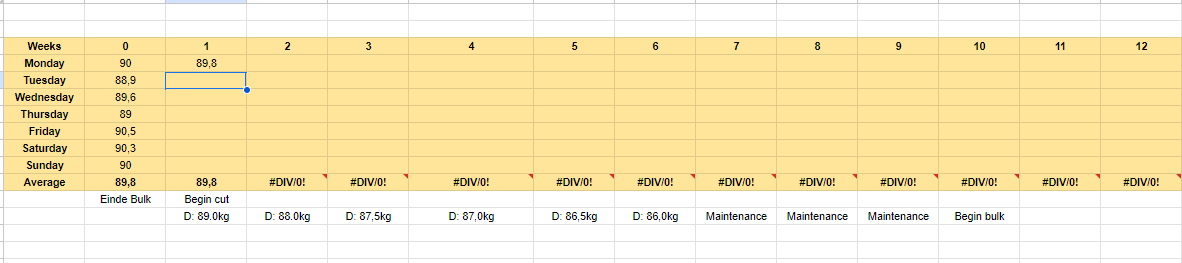 Weeks 0 1 2 3 4 5 6 7 8 9 10 11 12
Monday 90 89,8
Tuesday 88,9
Wednesday 89,6
Thursday 89
Friday 90,5
Saturday 90,3
Sunday 90
Average 89,8 89,8 #DIV/0! #DIV/0! #DIV/0! #DIV/0! #DIV/0! #DIV/0! #DIV/0! #DIV/0! #DIV/0! #DIV/0! #DIV/0!
Einde Bulk Begin cut
D: 89.0kg D: 88.0kg D: 87,5kg D: 87,0kg D: 86,5kg D: 86,0kg Maintenance Maintenance Maintenance Begin bulk